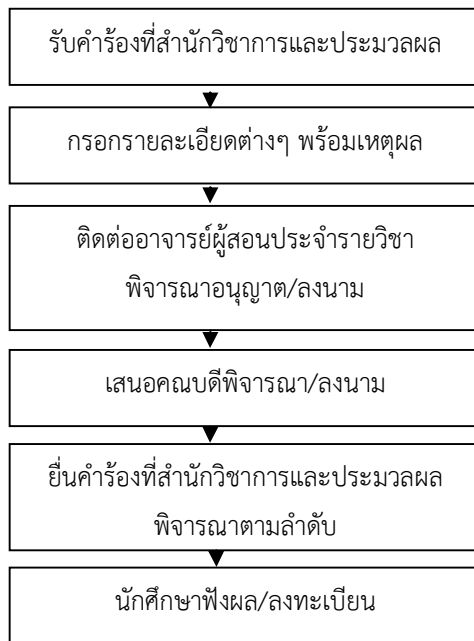 รับคำร้องที่สำนักวิชาการและประมวลผล
กรอกรายละเอียดต่างๆ พร้อมเหตุผล
ติดต่ออาจารย์ผู้สอนประจำรายวิชา
พิจารณาอนุญาต/ลงนาม
เสนอคณบดีพิจารณา/ลงนาม
ยื่นคำร้องที่สำนักวิชาการและประมวลผล
พิจารณาตามลำดับ
นักศึกษาฟังผล/ลงทะเบียน